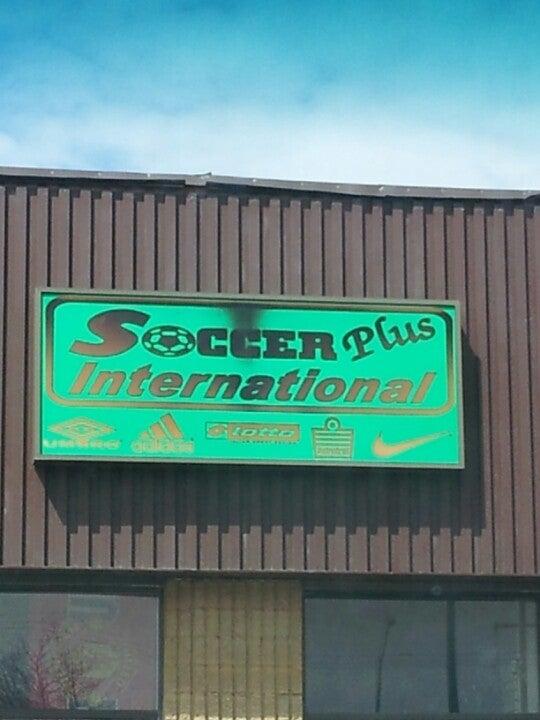 SOCCER Plus
International
UMBRO adidas lotto Admiral